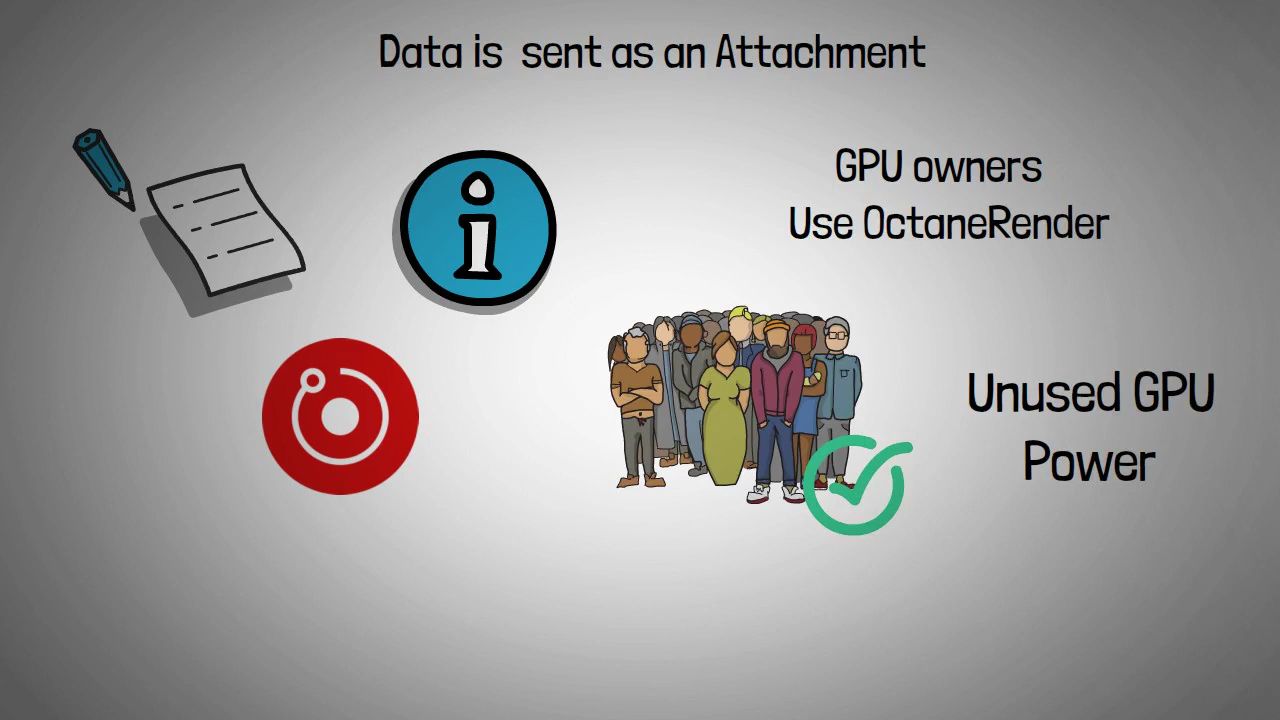 Data is sent as an Attachment
GPU owners
Use OctaneRender
Unused GPU
Power